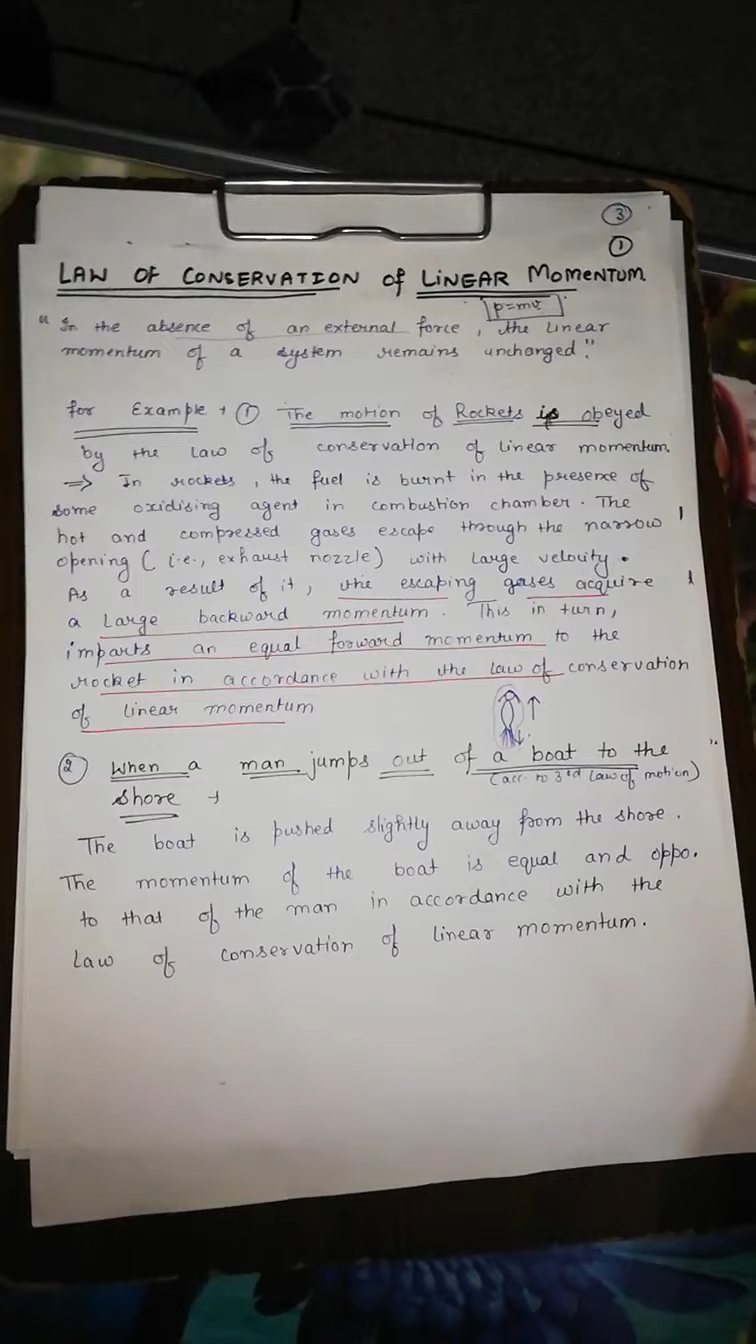 ③
①
LAW OF CONSERVATION of LINEAR MOMENTUM
p=mv
"In the absence of an external force, the linear
momentum of a system remains unchanged."
for Example → ① The motion of Rockets is obeyed
by the law of conservation of linear momentum.
⇒ In rockets, the fuel is burnt in the presence of
some oxidising agent in combustion chamber. The
hot and compressed gases escape through the narrow
opening (i.e., exhaust nozzle) with large velocity.
As a result of it, the escaping gases acquire
a large backward momentum. This in turn,
imparts an equal forward momentum to the
rocket in accordance with the law of conservation
of linear momentum
② When a man jumps out of a boat to the
shore → (acc. to 3rd law of motion)
The boat is pushed slightly away from the shore.
The momentum of the boat is equal and oppo.
to that of the man in accordance with the
law of conservation of linear momentum.